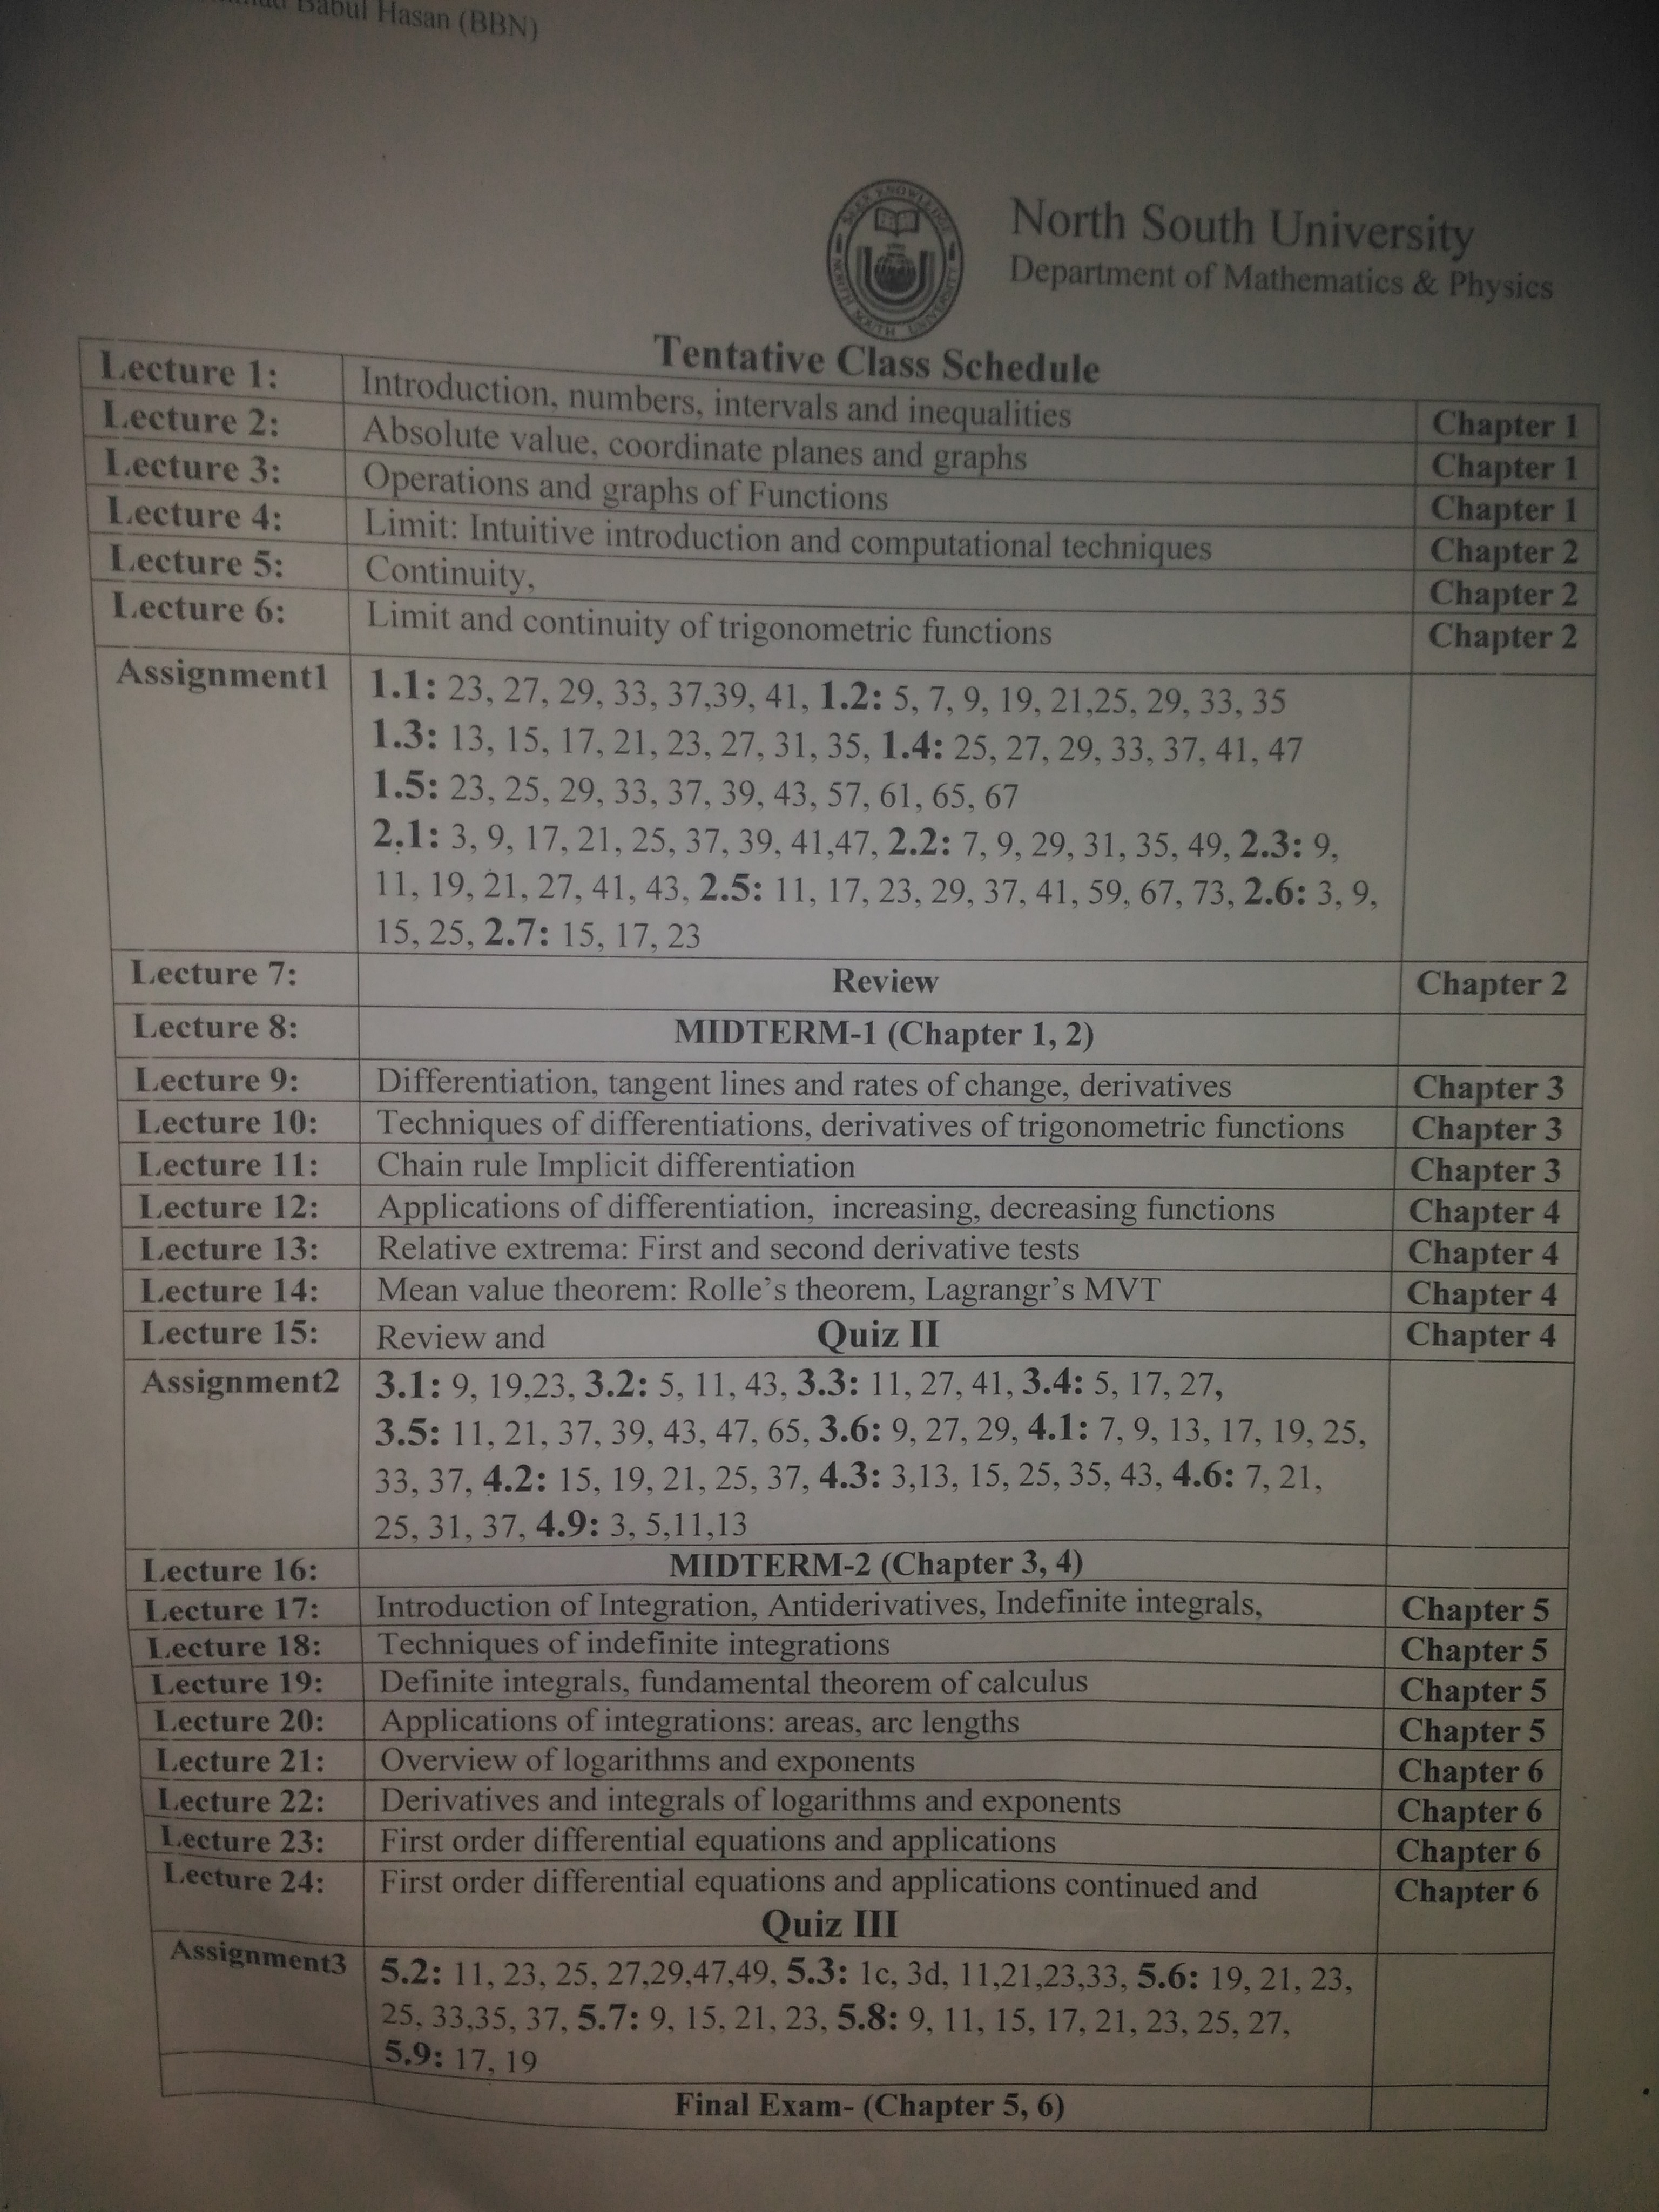 Babul Hasan (BBN)
North South University
Department of Mathematics & Physics
Tentative Class Schedule
Lecture 1: Introduction, numbers, intervals and inequalities Chapter 1
Lecture 2: Absolute value, coordinate planes and graphs Chapter 1
Lecture 3: Operations and graphs of Functions Chapter 1
Lecture 4: Limit: Intuitive introduction and computational techniques Chapter 2
Lecture 5: Continuity, Chapter 2
Lecture 6: Limit and continuity of trigonometric functions Chapter 2
Assignment1 1.1: 23, 27, 29, 33, 37,39, 41, 1.2: 5, 7, 9, 19, 21,25, 29, 33, 35
1.3: 13, 15, 17, 21, 23, 27, 31, 35, 1.4: 25, 27, 29, 33, 37, 41, 47
1.5: 23, 25, 29, 33, 37, 39, 43, 57, 61, 65, 67
2.1: 3, 9, 17, 21, 25, 37, 39, 41,47, 2.2: 7, 9, 29, 31, 35, 49, 2.3: 9,
11, 19, 21, 27, 41, 43, 2.5: 11, 17, 23, 29, 37, 41, 59, 67, 73, 2.6: 3, 9,
15, 25, 2.7: 15, 17, 23
Lecture 7: Review Chapter 2
Lecture 8: MIDTERM-1 (Chapter 1, 2)
Lecture 9: Differentiation, tangent lines and rates of change, derivatives Chapter 3
Lecture 10: Techniques of differentiations, derivatives of trigonometric functions Chapter 3
Lecture 11: Chain rule Implicit differentiation Chapter 3
Lecture 12: Applications of differentiation, increasing, decreasing functions Chapter 4
Lecture 13: Relative extrema: First and second derivative tests Chapter 4
Lecture 14: Mean value theorem: Rolle's theorem, Lagrangr's MVT Chapter 4
Lecture 15: Review and Quiz II Chapter 4
Assignment2 3.1: 9, 19,23, 3.2: 5, 11, 43, 3.3: 11, 27, 41, 3.4: 5, 17, 27,
3.5: 11, 21, 37, 39, 43, 47, 65, 3.6: 9, 27, 29, 4.1: 7, 9, 13, 17, 19, 25,
33, 37, 4.2: 15, 19, 21, 25, 37, 4.3: 3,13, 15, 25, 35, 43, 4.6: 7, 21,
25, 31, 37, 4.9: 3, 5,11,13
Lecture 16: MIDTERM-2 (Chapter 3, 4)
Lecture 17: Introduction of Integration, Antiderivatives, Indefinite integrals, Chapter 5
Lecture 18: Techniques of indefinite integrations Chapter 5
Lecture 19: Definite integrals, fundamental theorem of calculus Chapter 5
Lecture 20: Applications of integrations: areas, arc lengths Chapter 5
Lecture 21: Overview of logarithms and exponents Chapter 6
Lecture 22: Derivatives and integrals of logarithms and exponents Chapter 6
Lecture 23: First order differential equations and applications Chapter 6
Lecture 24: First order differential equations and applications continued and Chapter 6
Quiz III
Assignment3 5.2: 11, 23, 25, 27,29,47,49, 5.3: 1c, 3d, 11,21,23,33, 5.6: 19, 21, 23,
25, 33,35, 37, 5.7: 9, 15, 21, 23, 5.8: 9, 11, 15, 17, 21, 23, 25, 27,
5.9: 17, 19
Final Exam- (Chapter 5, 6)